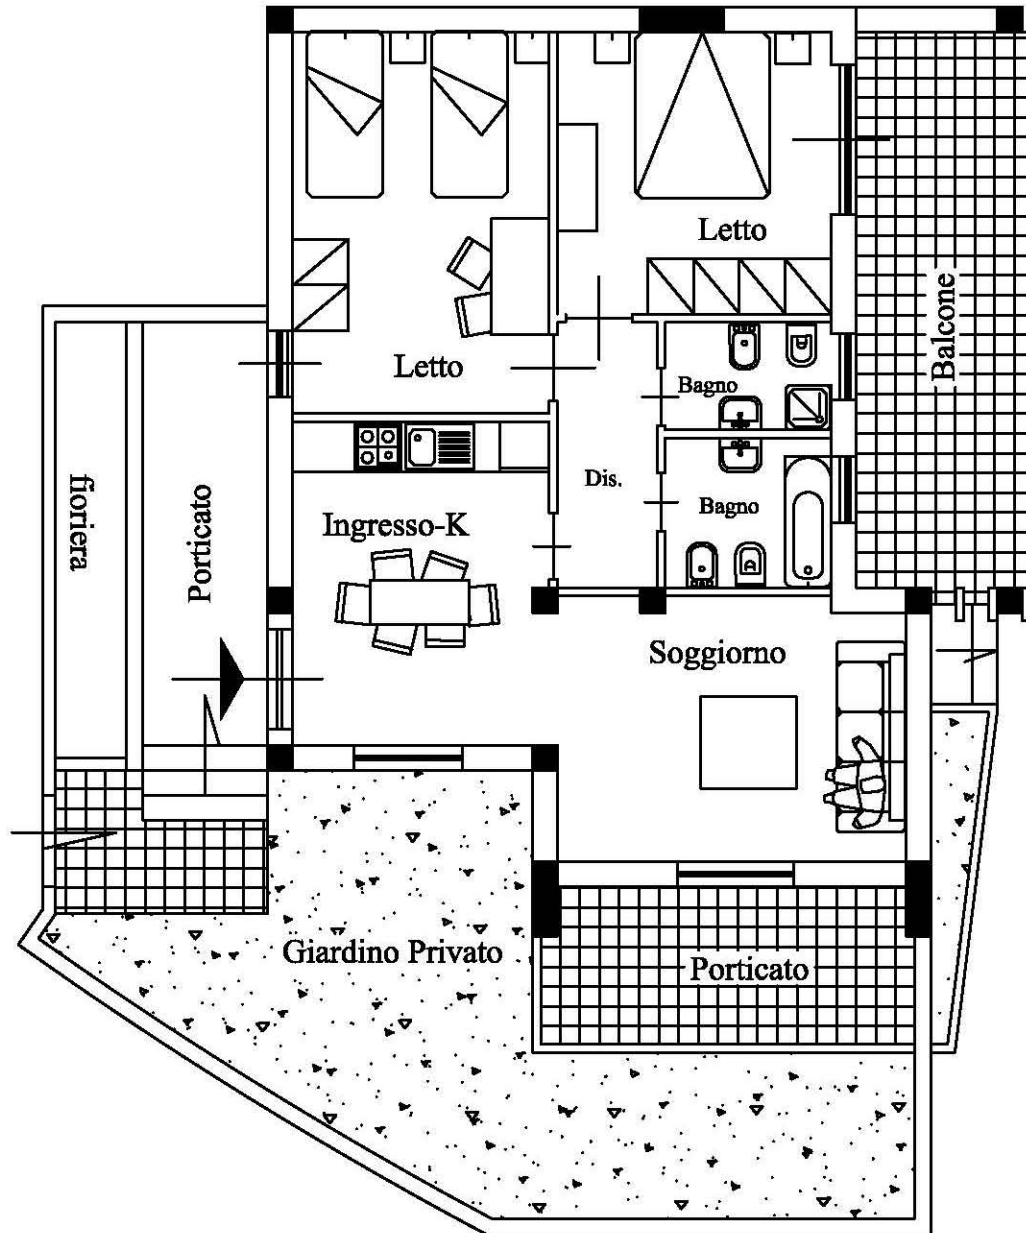 Letto
Letto
Balcone
Bagno
Dis.
Bagno
fioriera
Porticato
Ingresso-K
Soggiorno
Giardino Privato
Porticato